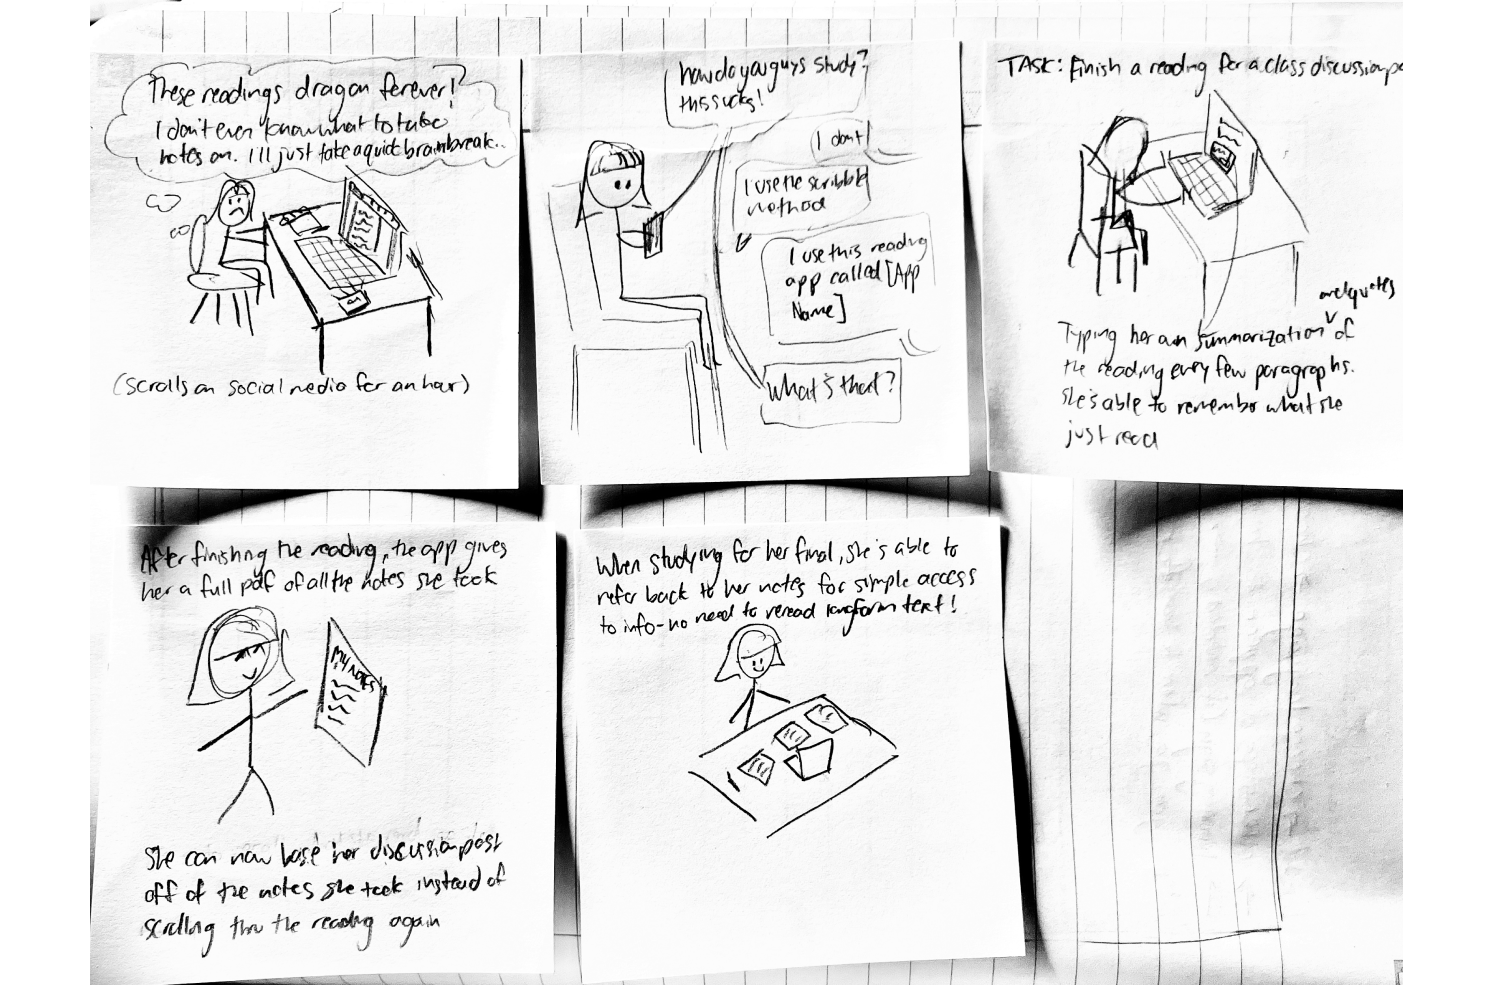 These readings drag on forever!
I don't even know what to take
notes on. I'll just take a quick brain break..
(Scrolls on social media for an hour)
how do you guys study?
this sucks!
I don't
I use the scribble
method
I use this reading
app called [App
Name]
What's that?
TASK: Finish a reading for a class discussion po
and quotes
Typing her own summarization of
the reading every few paragraphs.
She's able to remember what she
just read
After finishing the reading, the app gives
her a full pdf of all the notes she took
MY NOTES
She can now base her discussion post
off of the notes she took instead of
scrolling thru the reading again
When studying for her final, she's able to
refer back to her notes for simple access
to info-no need to reread longform text!